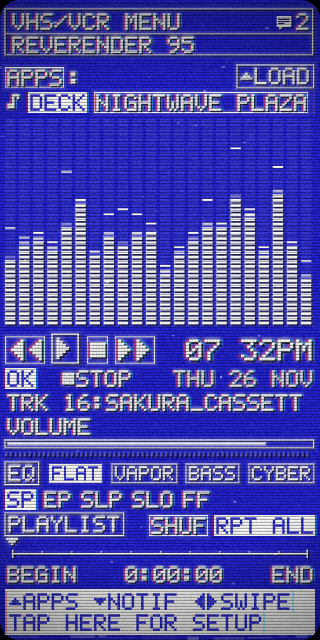 VHS/VCR MENU 2
REVERENDER 95
APPS: LOAD
DECK NIGHTWAVE PLAZA
07 32PM
OK STOP THU 26 NOV
TRK 16:SAKURA_CASSETT
VOLUME
EQ FLAT VAPOR BASS CYBER
SP EP SLP SLO FF
PLAYLIST SHUF RPT ALL
BEGIN 0:00:00 END
APPS NOTIF SWIPE
TAP HERE FOR SETUP